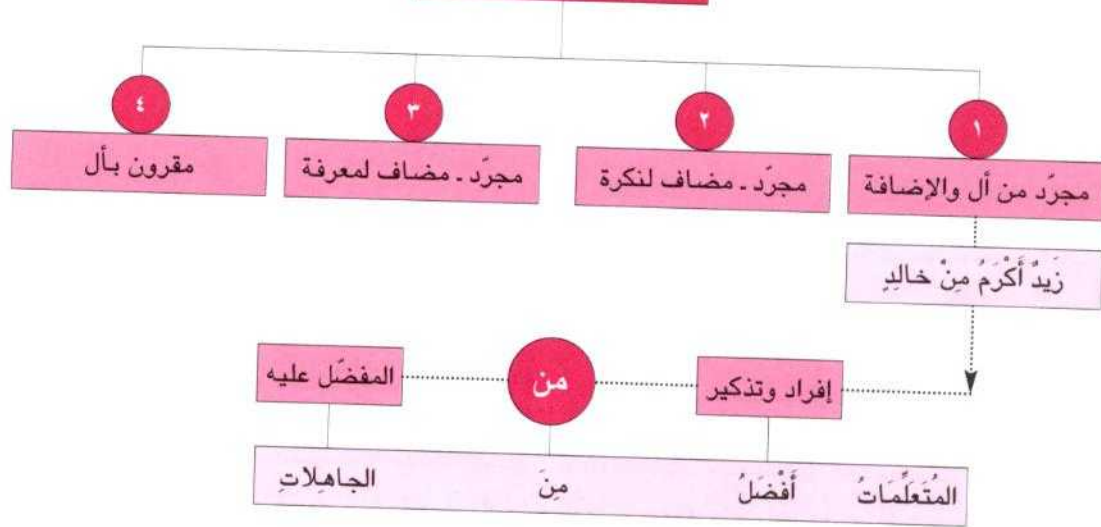 ١ ٢ ٣ ٤
مجرّد من أل والإضافة مجرّد ـ مضاف لنكرة مجرّد ـ مضاف لمعرفة مقرون بأل
زَيدٌ أَكْرَمُ مِنْ خالِدٍ
إفراد وتذكير من المفضّل عليه
المُتَعَلِّمَاتُ أَفْضَلُ مِنَ الجاهِلاتِ